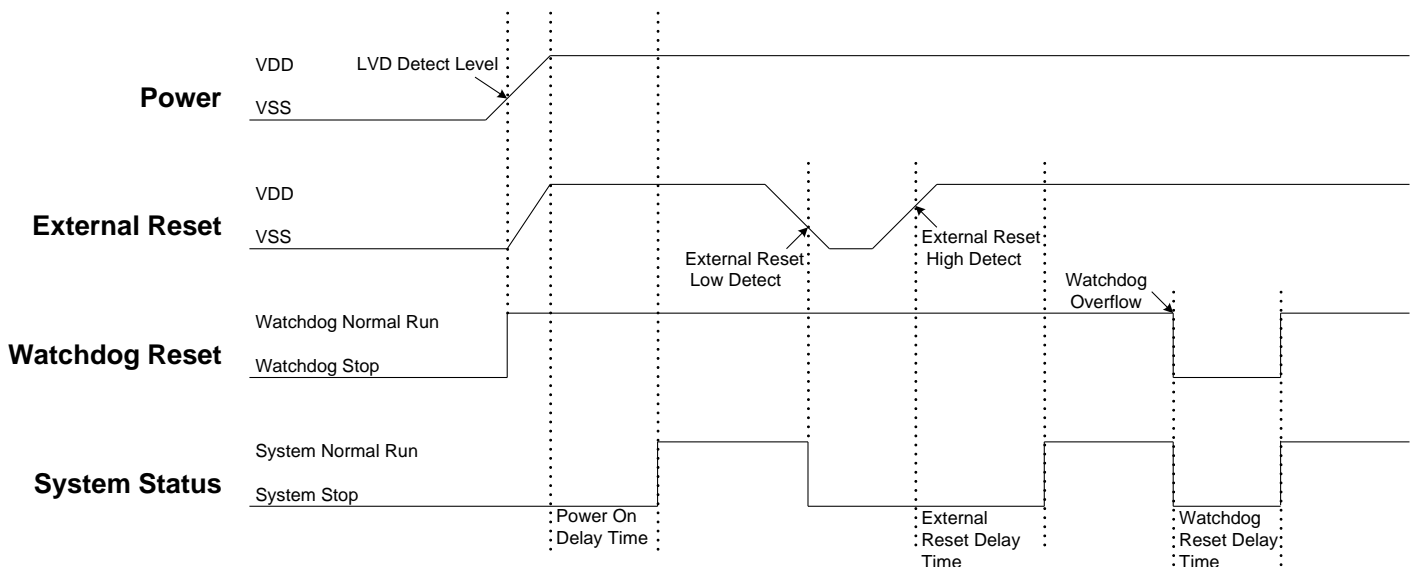 VDD
LVD Detect Level
Power
VSS
VDD
External Reset
VSS
External Reset
Low Detect
External Reset
High Detect
Watchdog
Overflow
Watchdog Normal Run
Watchdog Reset
Watchdog Stop
System Normal Run
System Status
System Stop
Power On
Delay Time
External
Reset Delay
Time
Watchdog
Reset Delay
Time